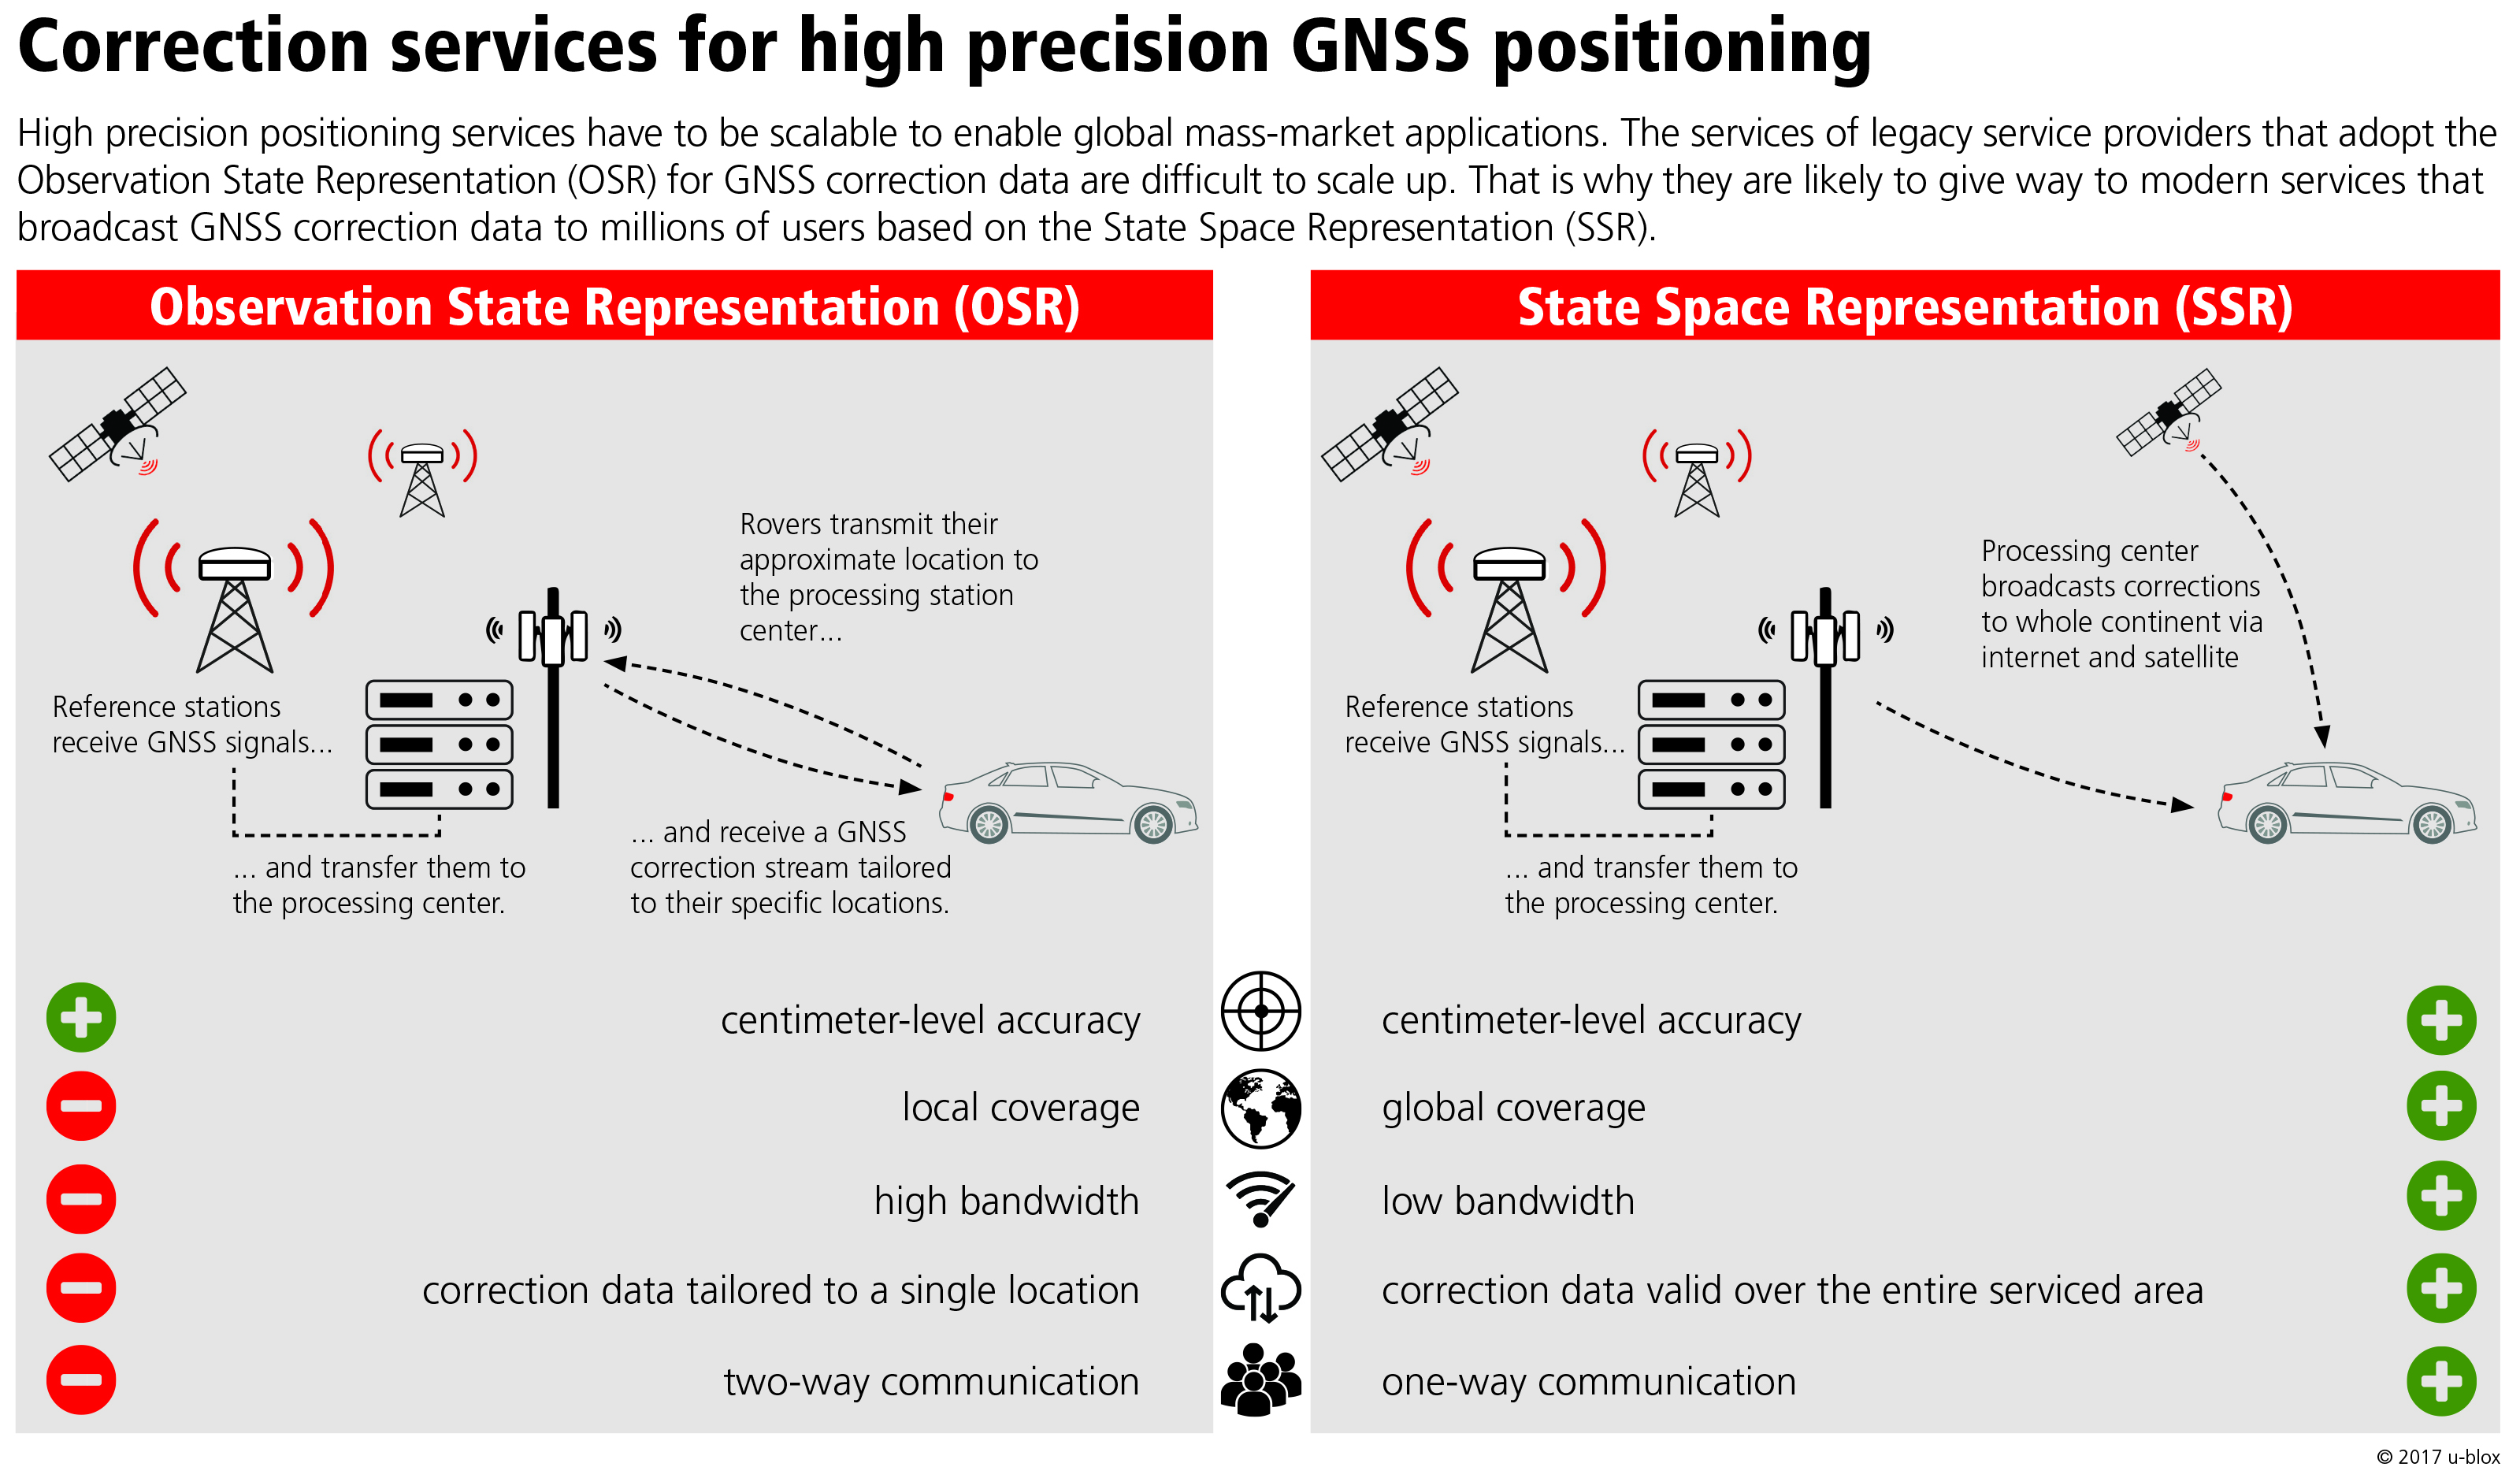 Correction services for high precision GNSS positioning
High precision positioning services have to be scalable to enable global mass-market applications. The services of legacy service providers that adopt the
Observation State Representation (OSR) for GNSS correction data are difficult to scale up. That is why they are likely to give way to modern services that
broadcast GNSS correction data to millions of users based on the State Space Representation (SSR).
Observation State Representation (OSR)
Rovers transmit their
approximate location to
the processing station
center...
Reference stations
receive GNSS signals...
... and transfer them to
the processing center.
... and receive a GNSS
correction stream tailored
to their specific locations.
State Space Representation (SSR)
Processing center
broadcasts corrections
to whole continent via
internet and satellite
Reference stations
receive GNSS signals...
... and transfer them to
the processing center.
centimeter-level accuracy
centimeter-level accuracy
local coverage
global coverage
high bandwidth
low bandwidth
correction data tailored to a single location
correction data valid over the entire serviced area
two-way communication
one-way communication
© 2017 u-blox